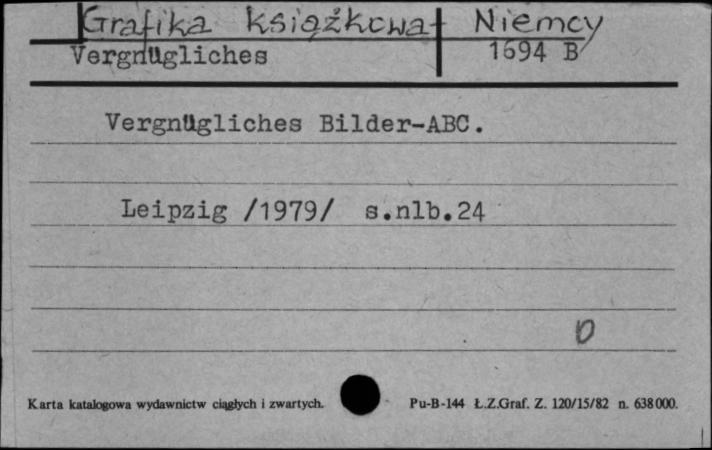 Grafika książkowa Niemcy
Vergnügliches 1694 B
Vergnügliches Bilder-ABC.
Leipzig /1979/ s.nlb.24
D
Karta katalogowa wydawnictw ciągłych i zwartych. Pu-B-144 Ł.Z.Graf. Z. 120/15/82 n. 638000.